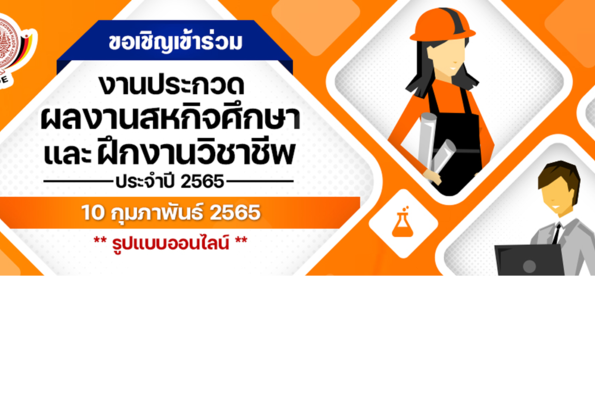 ขอเชิญเข้าร่วม
งานประกวด
ผลงานสหกิจศึกษา
และ ฝึกงานวิชาชีพ
ประจำปี 2565
10 กุมภาพันธ์ 2565
** รูปแบบออนไลน์ **